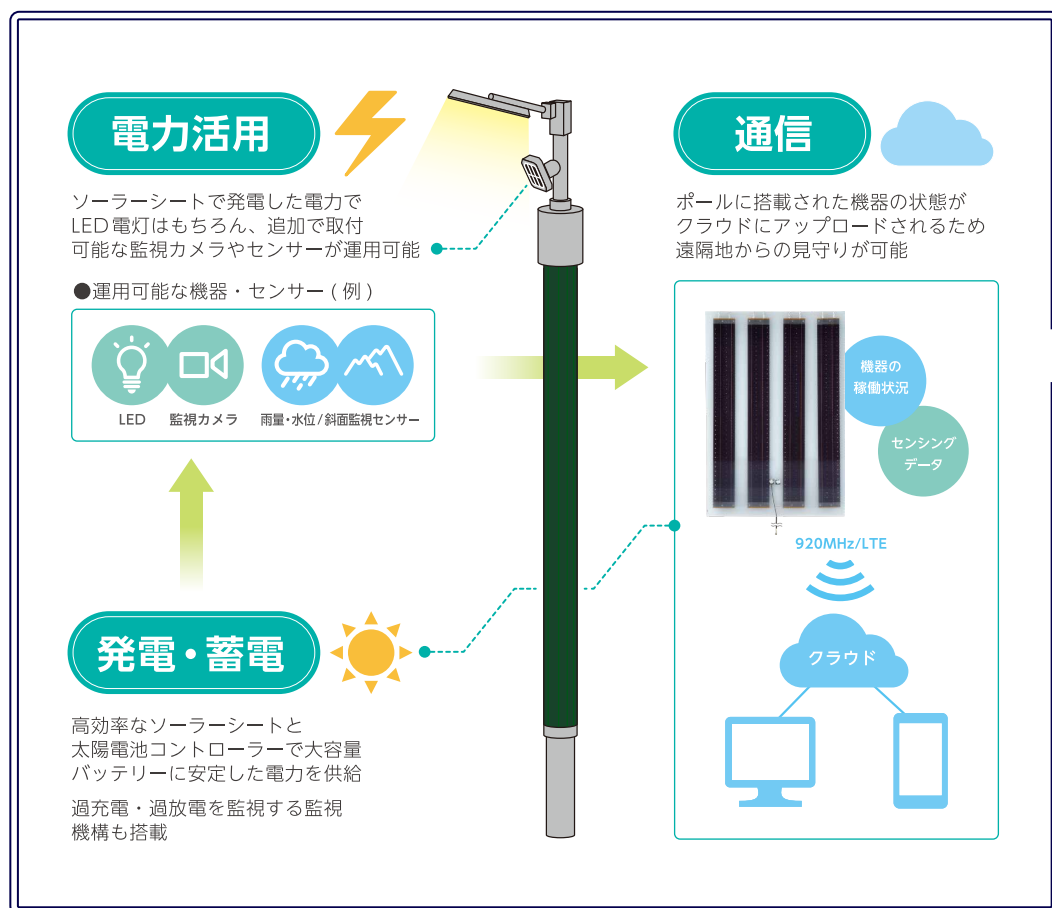 電力活用
ソーラーシートで発電した電力で
LED電灯はもちろん、追加で取付
可能な監視カメラやセンサーが運用可能
●運用可能な機器・センサー(例)
LED
監視カメラ
雨量・水位/斜面監視センサー
発電・蓄電
高効率なソーラーシートと
太陽電池コントローラーで大容量
バッテリーに安定した電力を供給
過充電・過放電を監視する監視
機構も搭載
通信
ポールに搭載された機器の状態が
クラウドにアップロードされるため
遠隔地からの見守りが可能
機器の
稼働状況
センシング
データ
920MHz/LTE
クラウド